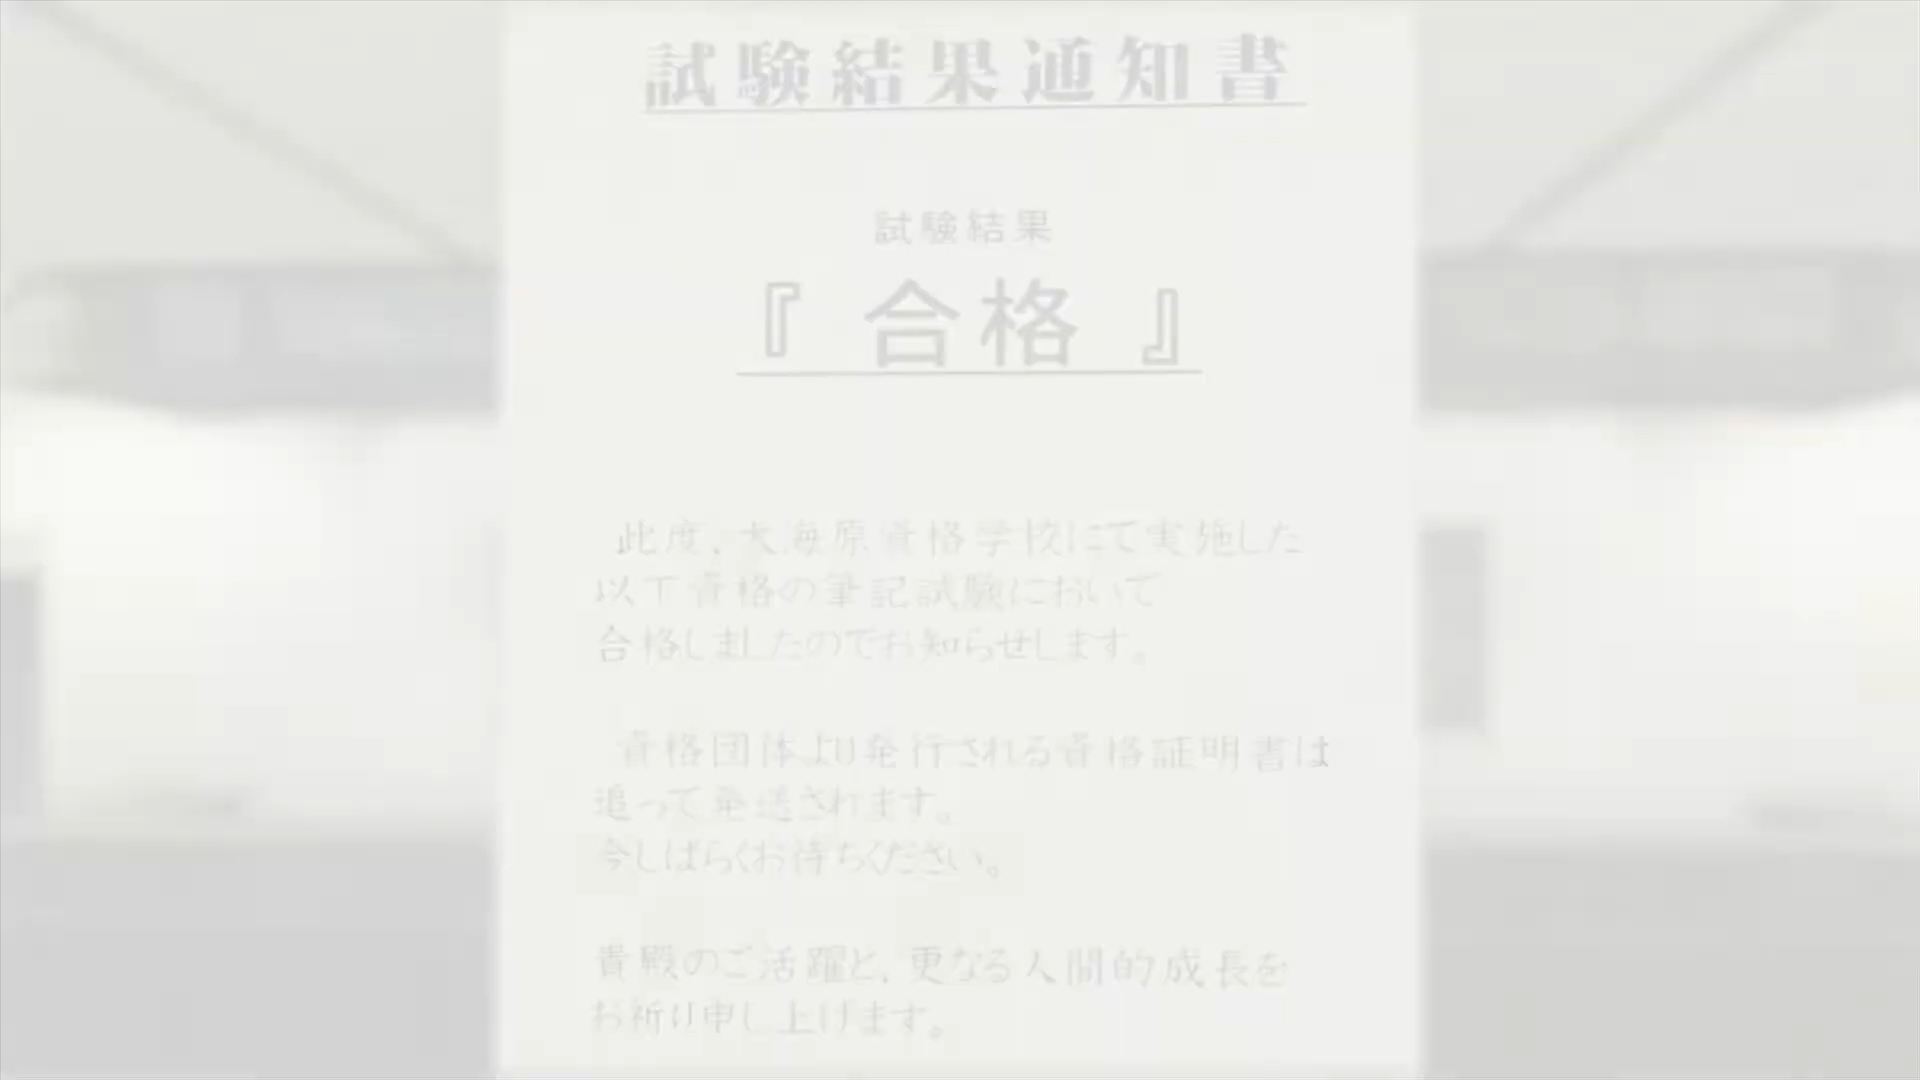 試験結果通知書
試験結果
『合格』
此度、大海原資格学校にて実施した
以下資格の筆記試験において
合格しましたのでお知らせします。
資格団体より発行される資格証明書は
追って発送されます。
今しばらくお待ちください。
貴殿のご活躍と、更なる人間的成長を
お祈り申し上げます。